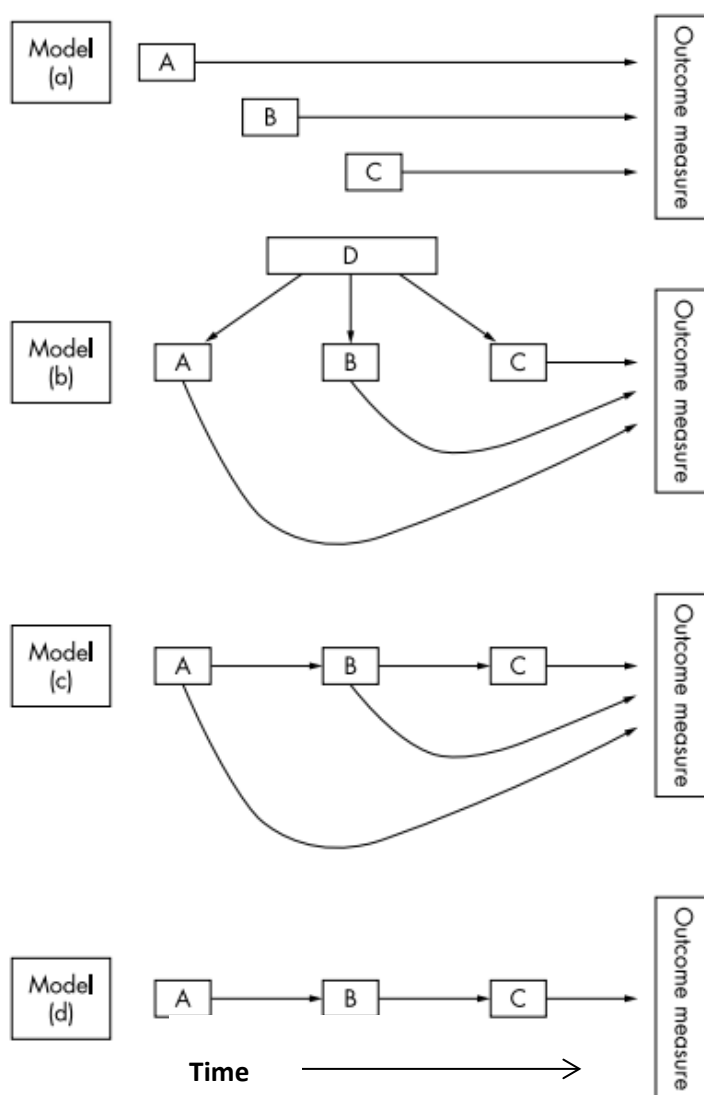 Model
(a)
A
B
C
Outcome measure
D
Model
(b)
A
B
C
Outcome measure
Model
(c)
A
B
C
Outcome measure
Model
(d)
A
B
C
Outcome measure
Time